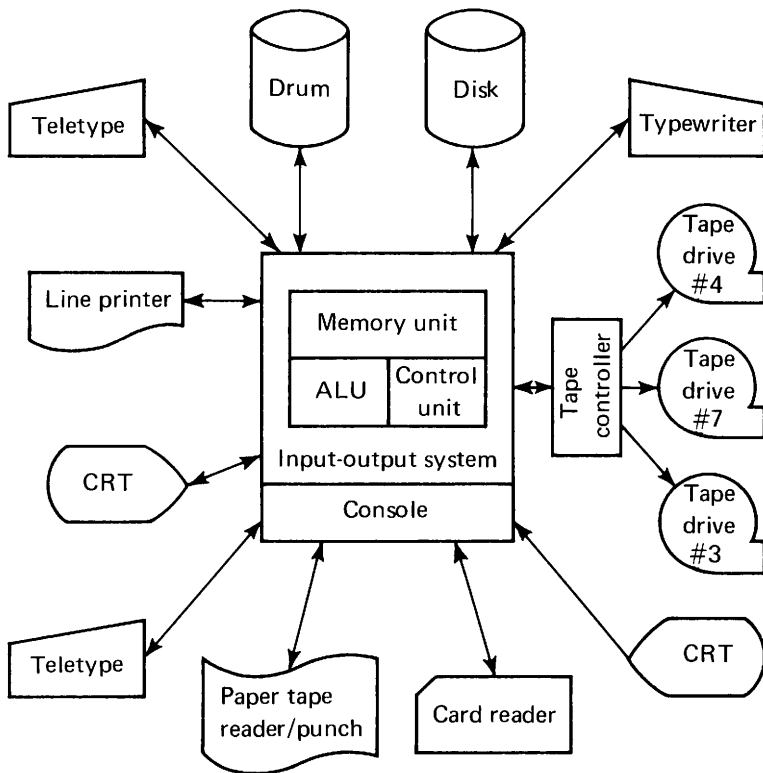 Drum
Disk
Teletype
Typewriter
Tape
drive
#4
Line printer
Memory unit
ALU
Control
unit
Tape
controller
Tape
drive
#7
Input-output system
CRT
Console
Tape
drive
#3
Teletype
Paper tape
reader/punch
Card reader
CRT